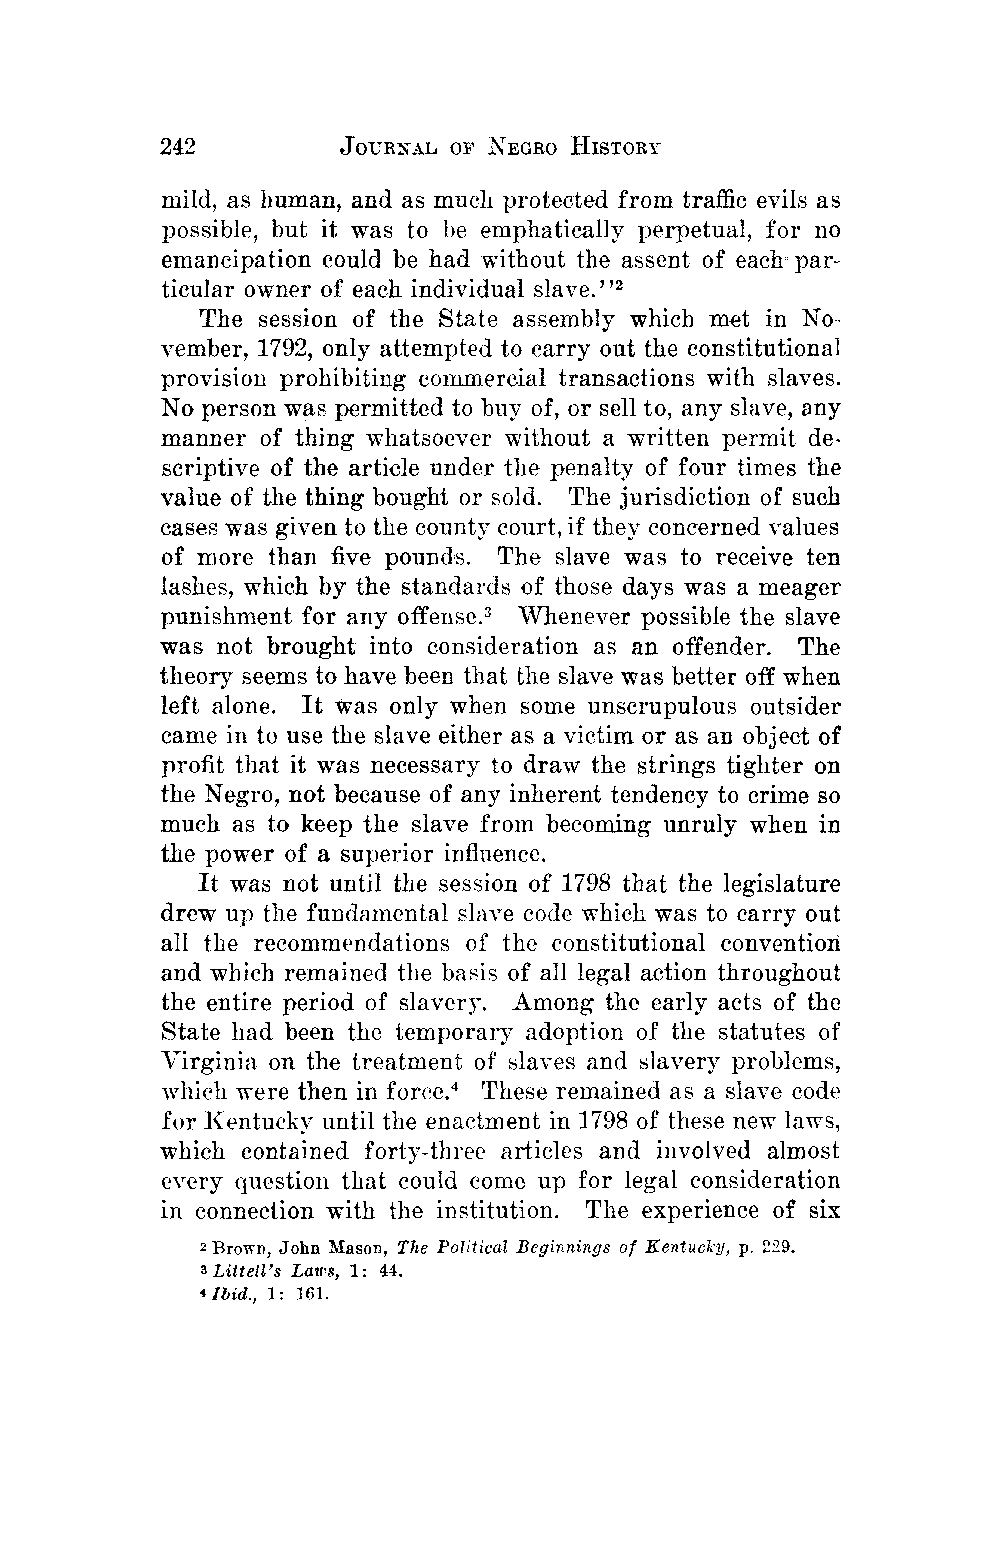 242 JOURNAL OF NEGRO HISTORY
mild, as human, and as much protected from traffic evils as
possible, but it was to be emphatically perpetual, for no
emancipation could be had without the assent of each par-
ticular owner of each individual slave.''²
The session of the State assembly which met in No-
vember, 1792, only attempted to carry out the constitutional
provision prohibiting commercial transactions with slaves.
No person was permitted to buy of, or sell to, any slave, any
manner of thing whatsoever without a written permit de-
scriptive of the article under the penalty of four times the
value of the thing bought or sold. The jurisdiction of such
cases was given to the county court, if they concerned values
of more than five pounds. The slave was to receive ten
lashes, which by the standards of those days was a meager
punishment for any offense.³ Whenever possible the slave
was not brought into consideration as an offender. The
theory seems to have been that the slave was better off when
left alone. It was only when some unscrupulous outsider
came in to use the slave either as a victim or as an object of
profit that it was necessary to draw the strings tighter on
the Negro, not because of any inherent tendency to crime so
much as to keep the slave from becoming unruly when in
the power of a superior influence.
It was not until the session of 1798 that the legislature
drew up the fundamental slave code which was to carry out
all the recommendations of the constitutional convention
and which remained the basis of all legal action throughout
the entire period of slavery. Among the early acts of the
State had been the temporary adoption of the statutes of
Virginia on the treatment of slaves and slavery problems,
which were then in force.⁴ These remained as a slave code
for Kentucky until the enactment in 1798 of these new laws,
which contained forty-three articles and involved almost
every question that could come up for legal consideration
in connection with the institution. The experience of six
² Brown, John Mason, The Political Beginnings of Kentucky, p. 229.
³ Littell's Laws, 1: 44.
⁴ Ibid., 1: 161.